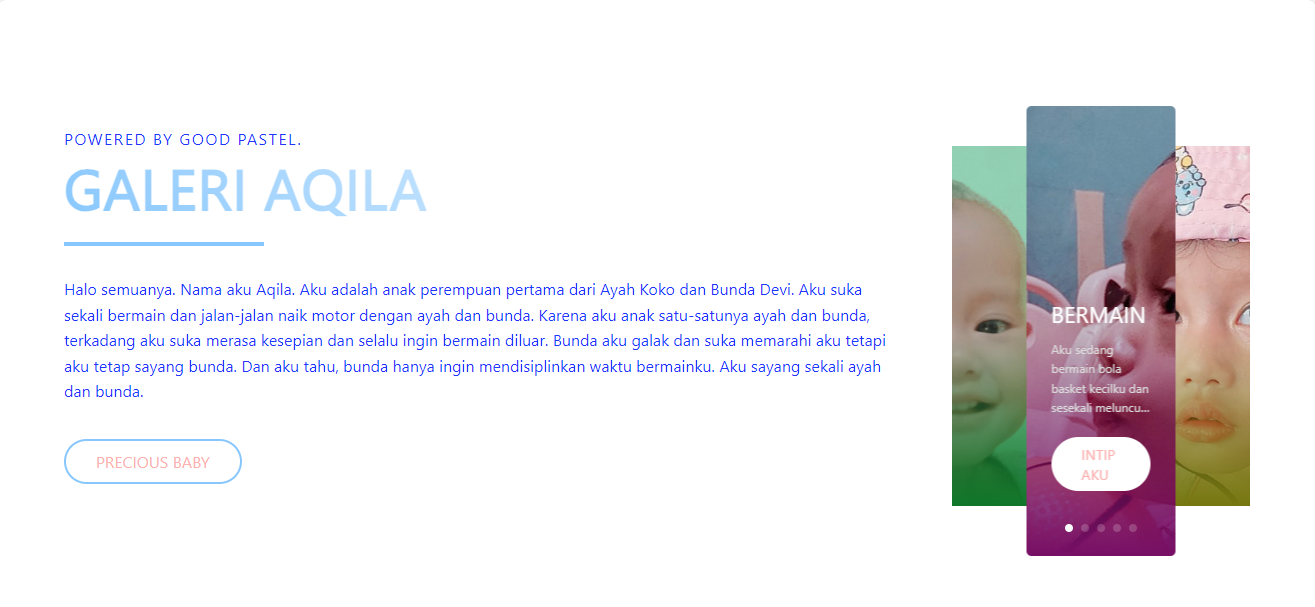 POWERED BY GOOD PASTEL.
GALERI AQILA
Halo semuanya. Nama aku Aqila. Aku adalah anak perempuan pertama dari Ayah Koko dan Bunda Devi. Aku suka
sekali bermain dan jalan-jalan naik motor dengan ayah dan bunda. Karena aku anak satu-satunya ayah dan bunda,
terkadang aku suka merasa kesepian dan selalu ingin bermain diluar. Bunda aku galak dan suka memarahi aku tetapi
aku tetap sayang bunda. Dan aku tahu, bunda hanya ingin mendisiplinkan waktu bermainku. Aku sayang sekali ayah
dan bunda.
PRECIOUS BABY
BERMAIN
Aku sedang
bermain bola
basket kecilku dan
sesekali meluncu...
INTIP
AKU